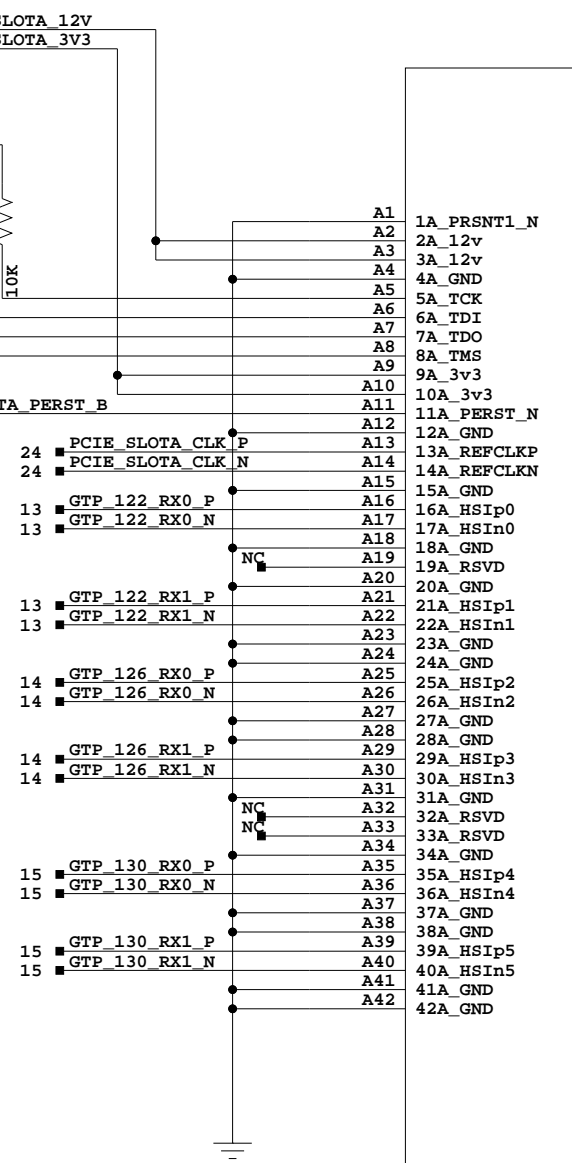 SLOTA_12V
SLOTA_3V3
10K
A1 1A_PRSNT1_N
A2 2A_12v
A3 3A_12v
A4 4A_GND
A5 5A_TCK
A6 6A_TDI
A7 7A_TDO
A8 8A_TMS
A9 9A_3v3
A10 10A_3v3
TA_PERST_B A11 11A_PERST_N
A12 12A_GND
24 PCIE_SLOTA_CLK_P A13 13A_REFCLKP
24 PCIE_SLOTA_CLK_N A14 14A_REFCLKN
A15 15A_GND
13 GTP_122_RX0_P A16 16A_HSIp0
13 GTP_122_RX0_N A17 17A_HSIn0
A18 18A_GND
NC A19 19A_RSVD
A20 20A_GND
13 GTP_122_RX1_P A21 21A_HSIp1
13 GTP_122_RX1_N A22 22A_HSIn1
A23 23A_GND
A24 24A_GND
14 GTP_126_RX0_P A25 25A_HSIp2
14 GTP_126_RX0_N A26 26A_HSIn2
A27 27A_GND
A28 28A_GND
14 GTP_126_RX1_P A29 29A_HSIp3
14 GTP_126_RX1_N A30 30A_HSIn3
A31 31A_GND
NC A32 32A_RSVD
NC A33 33A_RSVD
A34 34A_GND
15 GTP_130_RX0_P A35 35A_HSIp4
15 GTP_130_RX0_N A36 36A_HSIn4
A37 37A_GND
A38 38A_GND
15 GTP_130_RX1_P A39 39A_HSIp5
15 GTP_130_RX1_N A40 40A_HSIn5
A41 41A_GND
A42 42A_GND